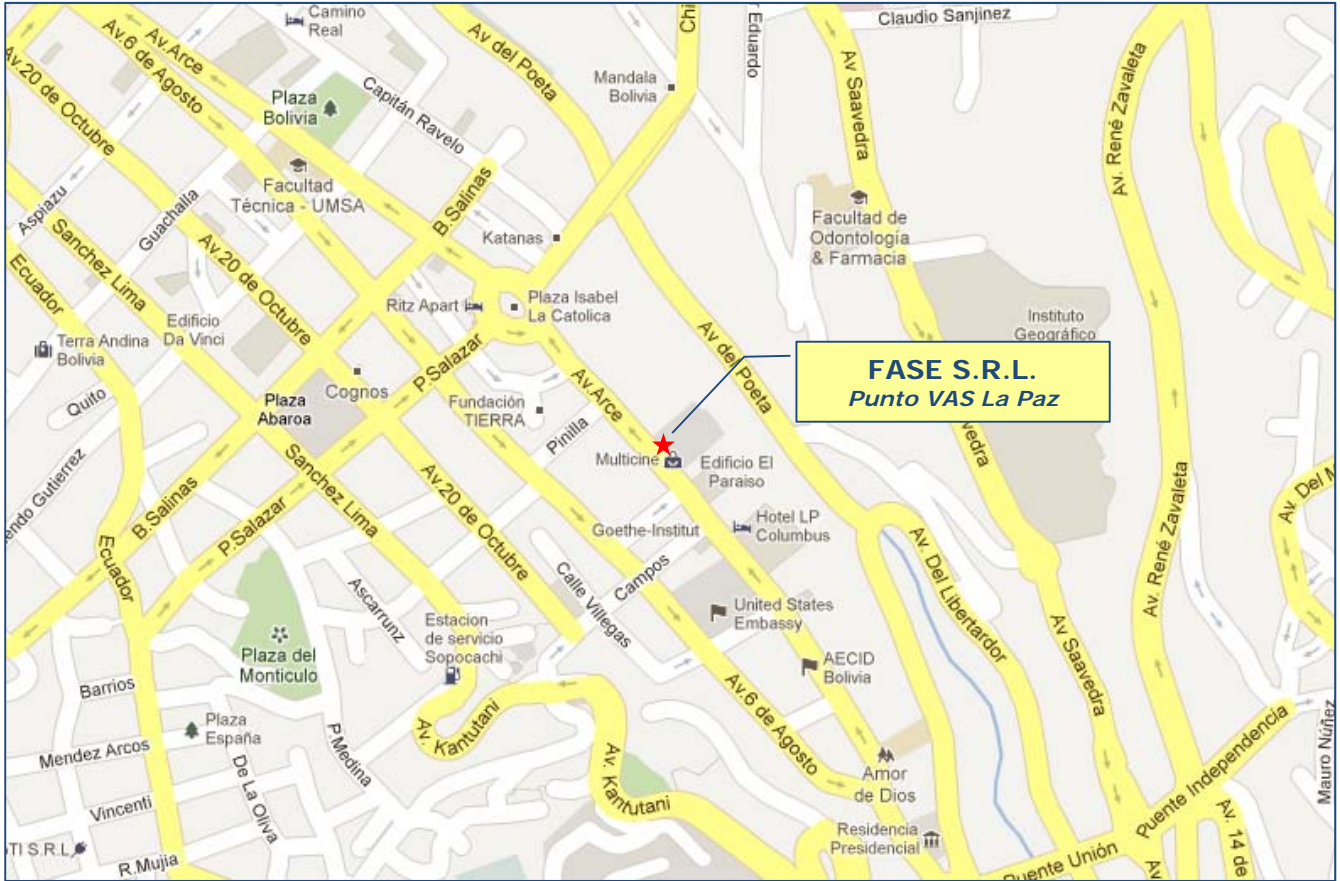 Camino
Real
Av.Arce
Av.6 de Agosto
Av.20 de Octubre
Plaza
Bolivia
Capitán Ravelo
Av del Poeta
Mandala
Bolivia
Claudio Sanjinez
Eduardo
Av Saavedra
Av. René Zavaleta
Facultad
Técnica - UMSA
B.Salinas
Aspiazu
Guachalla
Sanchez Lima
Av.20 de Octubre
Ecuador
Katanas
Facultad de
Odontología
& Farmacia
Ritz Apart
Plaza Isabel
La Catolica
Instituto
Geográfico
Terra Andina
Bolivia
Edificio
Da Vinci
P.Salazar
Av del Poeta
Av.Arce
FASE S.R.L.
Punto VAS La Paz
Cognos
Plaza
Abaroa
Quito
Fundación
TIERRA
Pinilla
Multicine
Edificio El
Paraiso
Sanchez Lima
Av.20 de Octubre
B.Salinas
P.Salazar
Goethe-Institut
Hotel LP
Columbus
Ecuador
Campos
Calle Villegas
Ascarrunz
Av. Del Libertardor
Av. René Zavaleta
Estacion
de servicio
Sopocachi
United States
Embassy
Plaza del
Monticulo
AECID
Bolivia
Av Saavedra
Barrios
Av.6 de Agosto
Plaza
España
Av. Kantutani
Mendez Arcos
P.Medina
De La Oliva
Av. Kantutani
Amor
de Dios
Puente Independencia
Mauro Núñez
Vincenti
Residencia
Presidencial
Av. 14 de
R.Mujia
Puente Unión